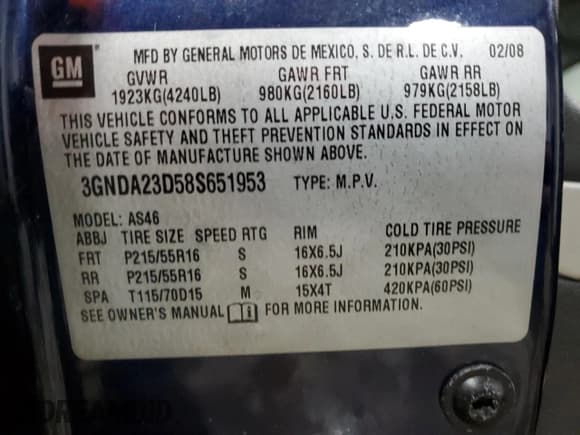 GM
MFD BY GENERAL MOTORS DE MEXICO, S. DE R.L. DE C.V. 02/08
GVWR GAWR FRT GAWR RR
1923KG(4240LB) 980KG(2160LB) 979KG(2158LB)
THIS VEHICLE CONFORMS TO ALL APPLICABLE U.S. FEDERAL MOTOR
VEHICLE SAFETY AND THEFT PREVENTION STANDARDS IN EFFECT ON
DATE OF MANUFACTURE SHOWN ABOVE.
3GNDA23D58S651953 TYPE: M.P.V.
MODEL: AS46
ABBJ TIRE SIZE SPEED RTG RIM COLD TIRE PRESSURE
FRT P215/55R16 S 16X6.5J 210KPA(30PSI)
RR P215/55R16 S 16X6.5J 210KPA(30PSI)
SPA T115/70D15 M 15X4T 420KPA(60PSI)
SEE OWNER'S MANUAL FOR MORE INFORMATION.